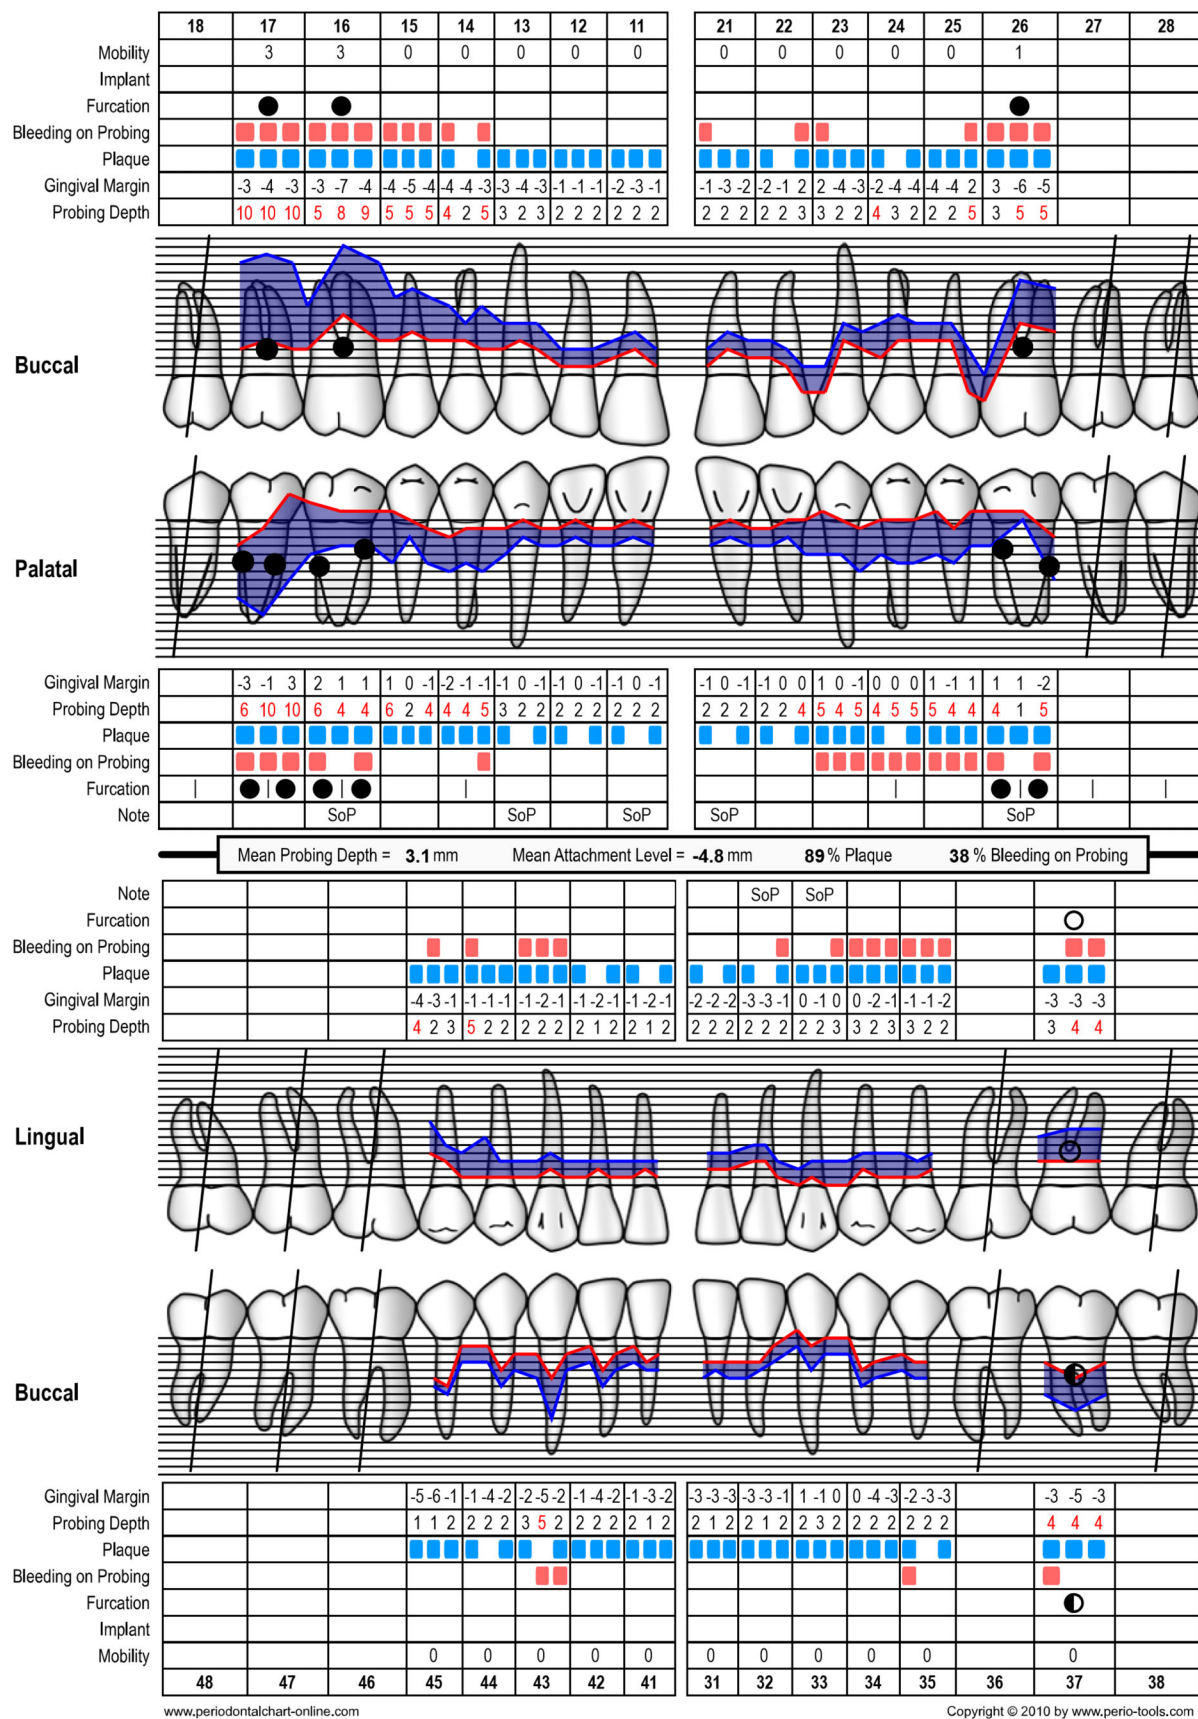 18 17 16 15 14 13 12 11 21 22 23 24 25 26 27 28
Mobility 3 3 0 0 0 0 0 0 0 0 0 0 1
Implant
Furcation
Bleeding on Probing
Plaque
Gingival Margin -3 -4 -3 -3 -7 -4 -4 -5 -4 -4 -4 -3 -3 -4 -3 -1 -1 -1 -2 -3 -1 -1 -3 -2 -2 -1 2 2 -4 -3 -2 -4 -4 -4 -4 2 3 -6 -5
Probing Depth 10 10 10 5 8 9 5 5 5 4 2 5 3 2 3 2 2 2 2 2 2 2 2 2 2 2 3 3 2 2 4 3 2 2 2 5 3 5 5
Buccal
Palatal
Gingival Margin -3 -1 3 2 1 1 1 0 -1 -2 -1 -1 -1 0 -1 -1 0 -1 -1 0 -1 -1 0 -1 -1 0 0 1 0 -1 0 0 0 1 -1 1 1 1 -2
Probing Depth 6 10 10 6 4 4 6 2 4 4 4 5 3 2 2 2 2 2 2 2 2 2 2 2 2 2 4 5 4 5 4 5 5 5 4 4 4 1 5
Plaque
Bleeding on Probing
Furcation
Note SoP SoP SoP SoP SoP
Mean Probing Depth = 3.1 mm Mean Attachment Level = -4.8 mm 89 % Plaque 38 % Bleeding on Probing
Note SoP SoP
Furcation
Bleeding on Probing
Plaque
Gingival Margin -4 -3 -1 -1 -1 -1 -1 -2 -1 -1 -2 -1 -1 -2 -1 -2 -2 -2 -3 -3 -1 0 -1 0 0 -2 -1 -1 -1 -2 -3 -3 -3
Probing Depth 4 2 3 5 2 2 2 2 2 2 1 2 2 1 2 2 2 2 2 2 2 2 2 3 3 2 3 3 2 2 3 4 4
Lingual
Buccal
Gingival Margin -5 -6 -1 -1 -4 -2 -2 -5 -2 -1 -4 -2 -1 -3 -2 -3 -3 -3 -3 -3 -1 1 -1 0 0 -4 -3 -2 -3 -3 -3 -5 -3
Probing Depth 1 1 2 2 2 2 3 5 2 2 2 2 2 1 2 2 1 2 2 1 2 2 3 2 2 2 2 2 2 2 4 4 4
Plaque
Bleeding on Probing
Furcation
Implant
Mobility 0 0 0 0 0 0 0 0 0 0 0
48 47 46 45 44 43 42 41 31 32 33 34 35 36 37 38
www.periodontalchart-online.com Copyright © 2010 by www.perio-tools.com